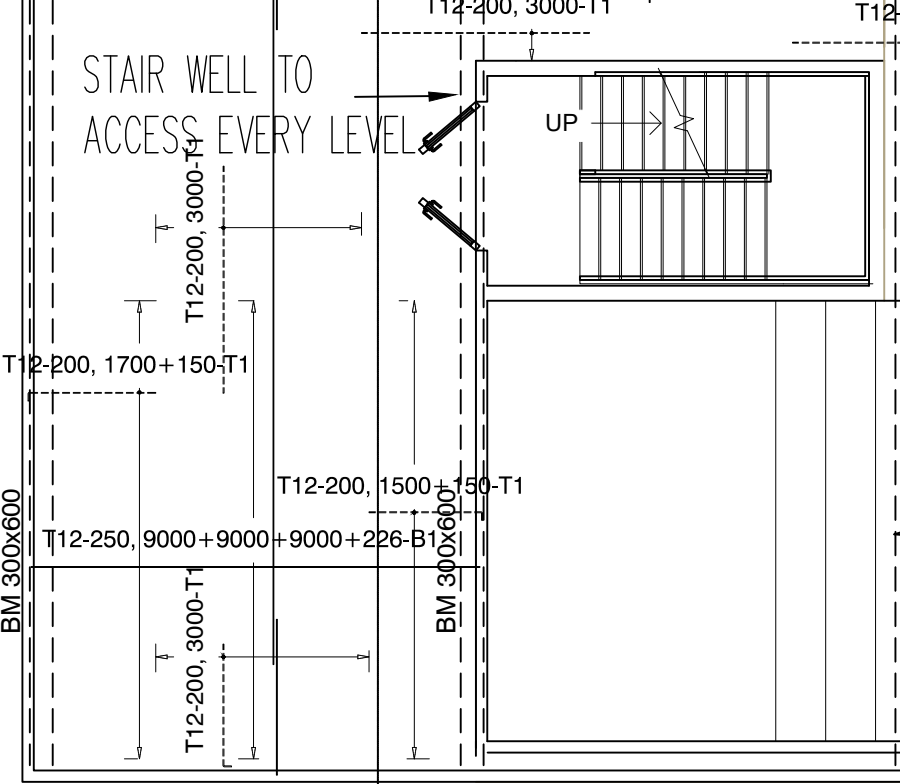 T12-200, 3000-T1
T12-
STAIR WELL TO
ACCESS EVERY LEVEL
UP
T12-200, 3000-T1
T12-200, 1700+150-T1
T12-200, 1500+150-T1
BM 300x600
T12-250, 9000+9000+9000+226-B1
BM 300x600
T12-200, 3000-T1